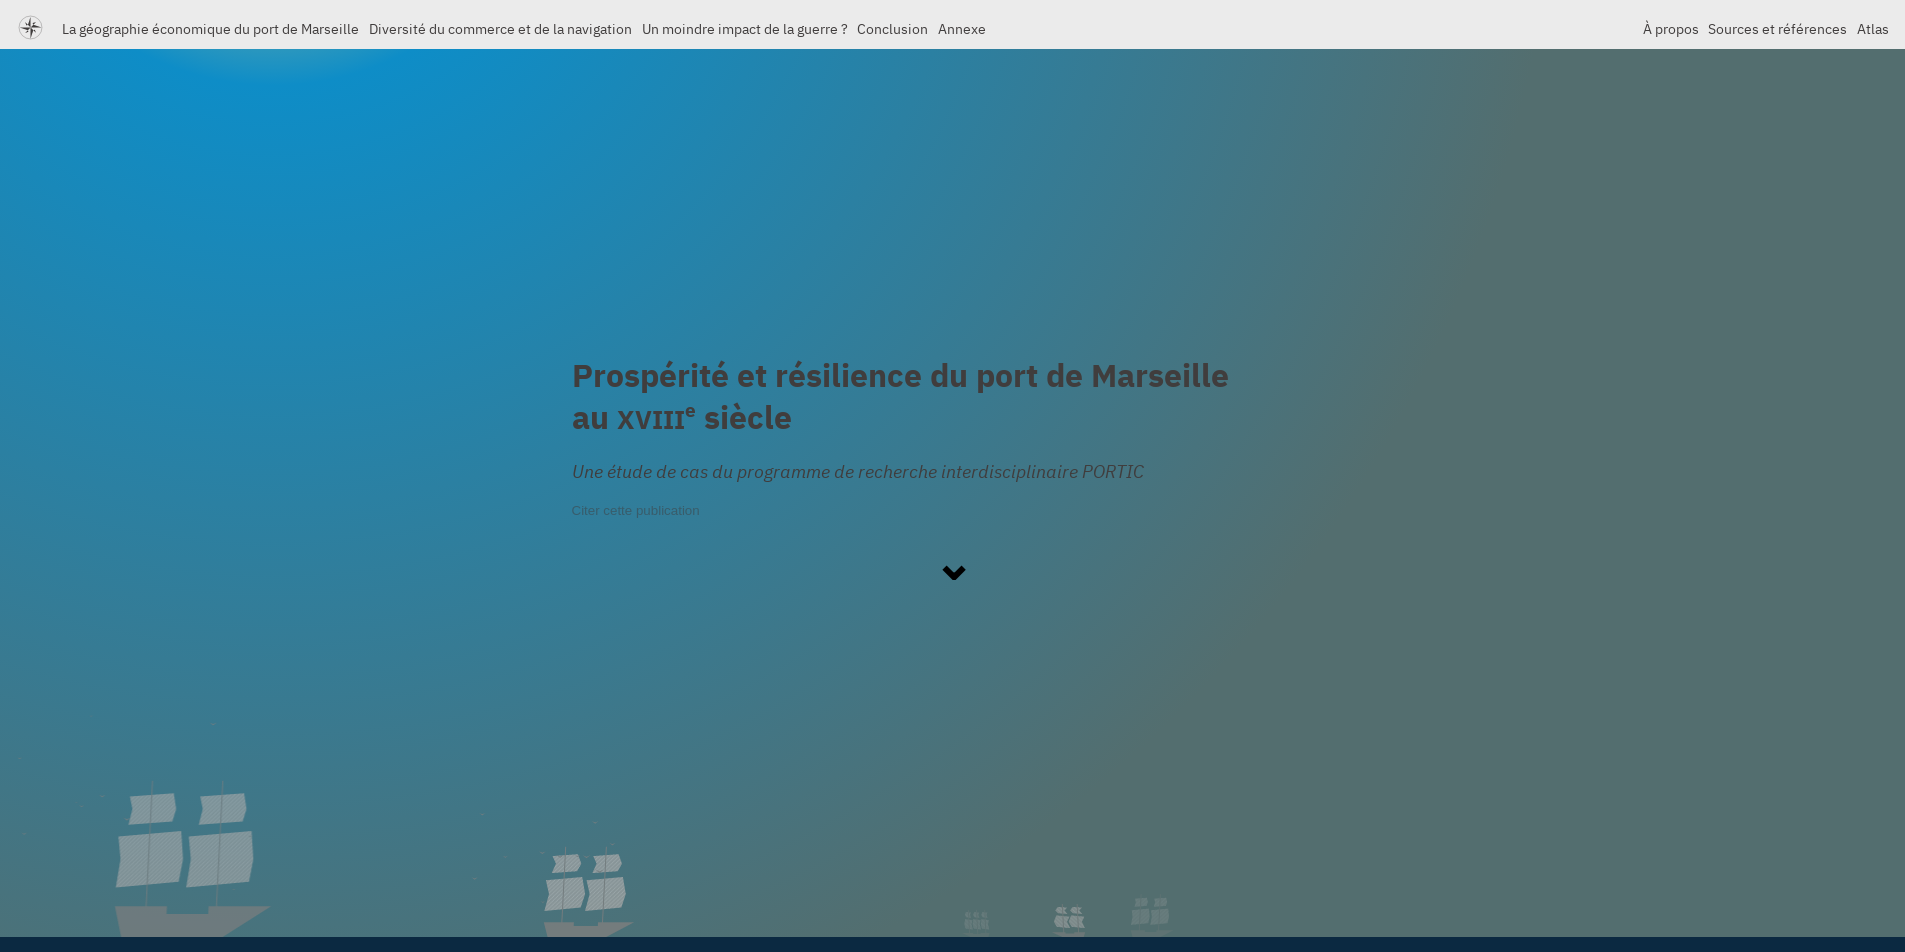 La géographie économique du port de Marseille Diversité du commerce et de la navigation Un moindre impact de la guerre ? Conclusion Annexe À propos Sources et références Atlas
Prospérité et résilience du port de Marseille
au XVIIIe siècle
Une étude de cas du programme de recherche interdisciplinaire PORTIC
Citer cette publication